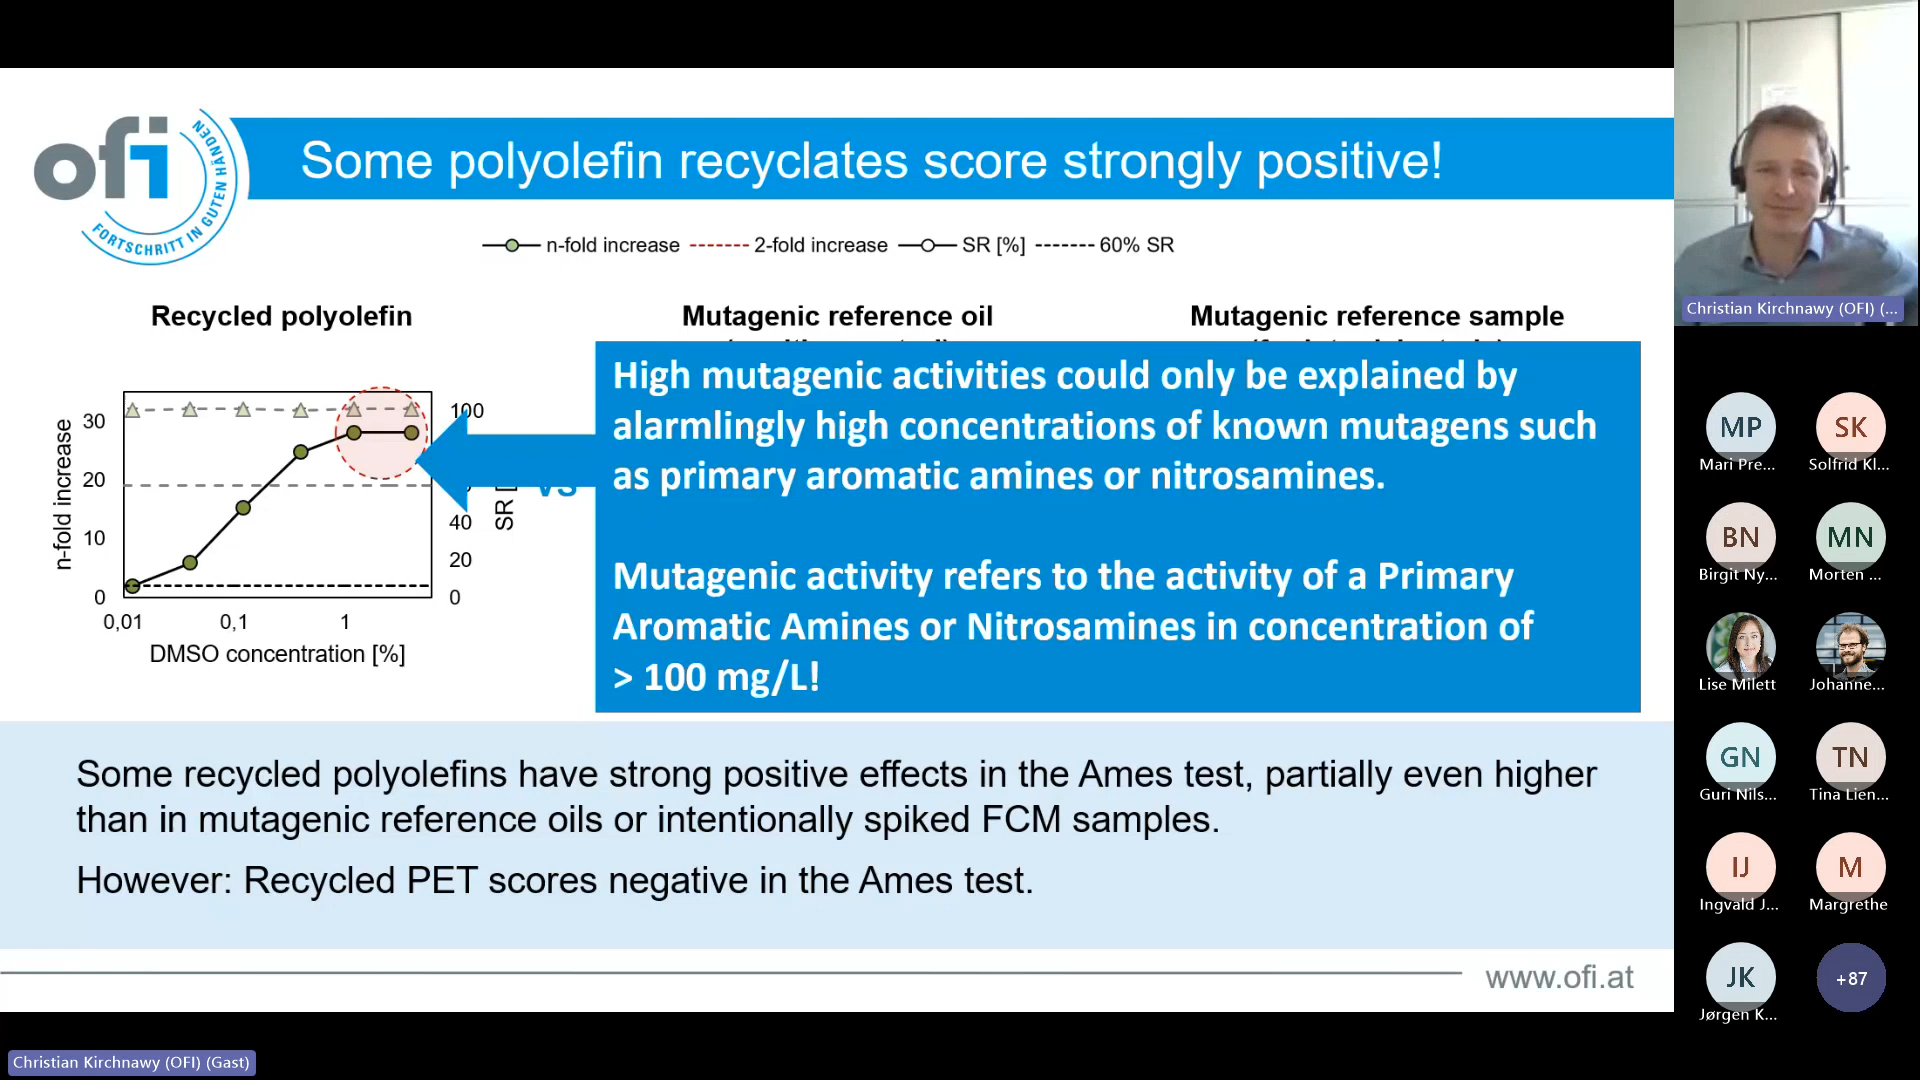 ofi
FORTSCHRITT IN GUTEN HÄNDEN
Some polyolefin recyclates score strongly positive!
n-fold increase 2-fold increase SR [%] 60% SR
Recycled polyolefin
Mutagenic reference oil
Mutagenic reference sample
n-fold increase
30
20
10
0
100
40
20
0
SR [
0,01 0,1 1
DMSO concentration [%]
vs
High mutagenic activities could only be explained by
alarmlingly high concentrations of known mutagens such
as primary aromatic amines or nitrosamines.
Mutagenic activity refers to the activity of a Primary
Aromatic Amines or Nitrosamines in concentration of
> 100 mg/L!
Some recycled polyolefins have strong positive effects in the Ames test, partially even higher
than in mutagenic reference oils or intentionally spiked FCM samples.
However: Recycled PET scores negative in the Ames test.
www.ofi.at
Christian Kirchnawy (OFI) (Gast)
Christian Kirchnawy (OFI) (...
MP SK
Mari Pre... Solfrid Kl...
BN MN
Birgit Ny... Morten ...
Lise Milett Johanne...
GN TN
Guri Nils... Tina Lien...
IJ M
Ingvald J... Margrethe
JK +87
Jørgen K...